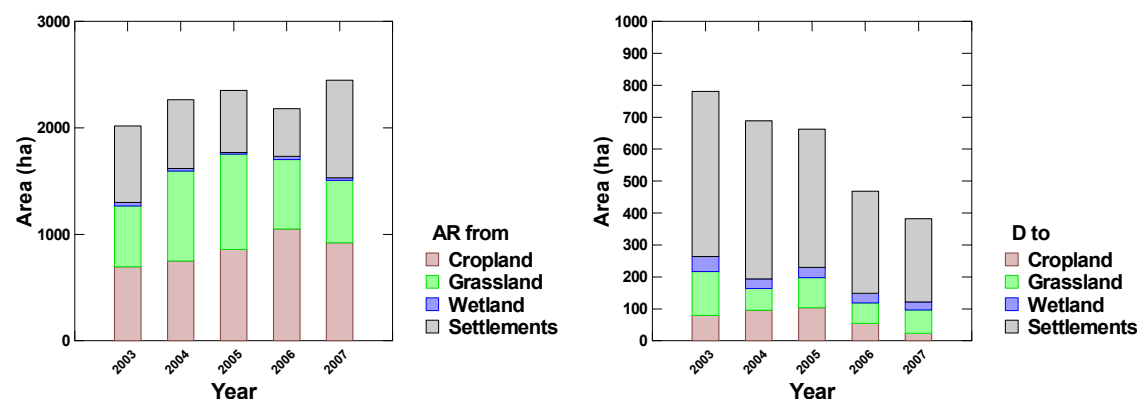 3000
2000
1000
0
Area (ha)
2003
2004
2005
2006
2007
Year
AR from
Cropland
Grassland
Wetland
Settlements
1000
900
800
700
600
500
400
300
200
100
0
Area (ha)
2003
2004
2005
2006
2007
Year
D to
Cropland
Grassland
Wetland
Settlements